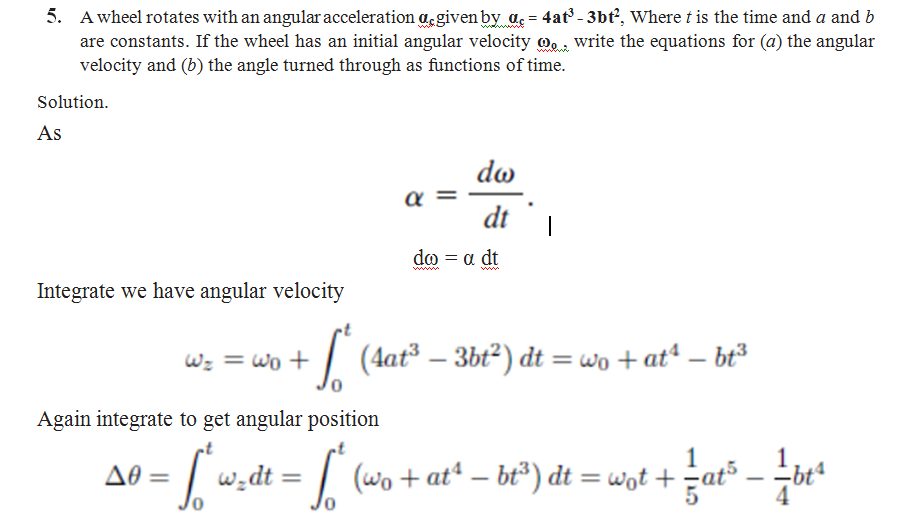 5. A wheel rotates with an angular acceleration α꜀ given by α꜀ = 4at³ - 3bt², Where t is the time and a and b
are constants. If the wheel has an initial angular velocity ω₀ , write the equations for (a) the angular
velocity and (b) the angle turned through as functions of time.
Solution.
As
α = dω/dt .
dω = α dt
Integrate we have angular velocity
ω_z = ω₀ + ∫₀ᵗ (4at³ − 3bt²) dt = ω₀ + at⁴ − bt³
Again integrate to get angular position
Δθ = ∫₀ᵗ ω_z dt = ∫₀ᵗ (ω₀ + at⁴ − bt³) dt = ω₀t + 1/5 at⁵ − 1/4 bt⁴